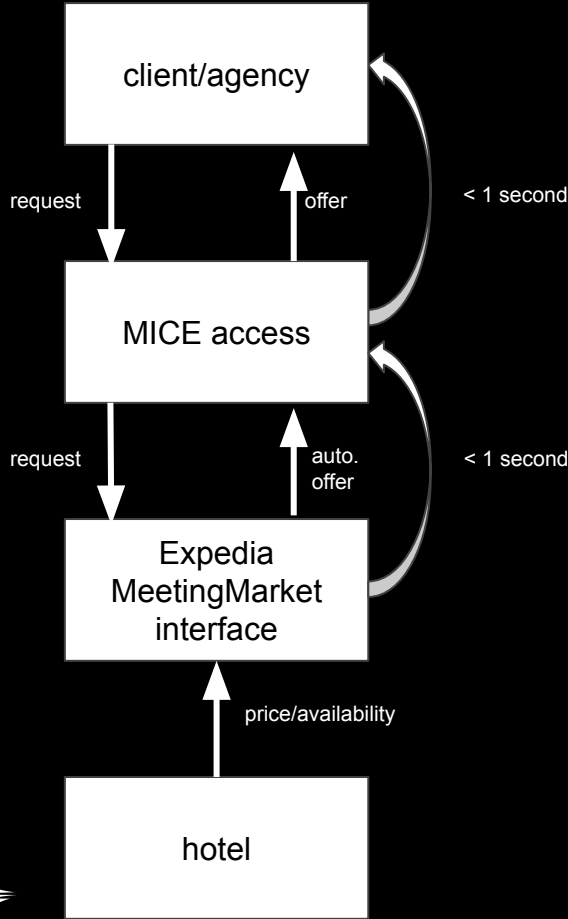 client/agency
request
offer
< 1 second
MICE access
request
auto.
offer
< 1 second
Expedia
MeetingMarket
interface
price/availability
hotel